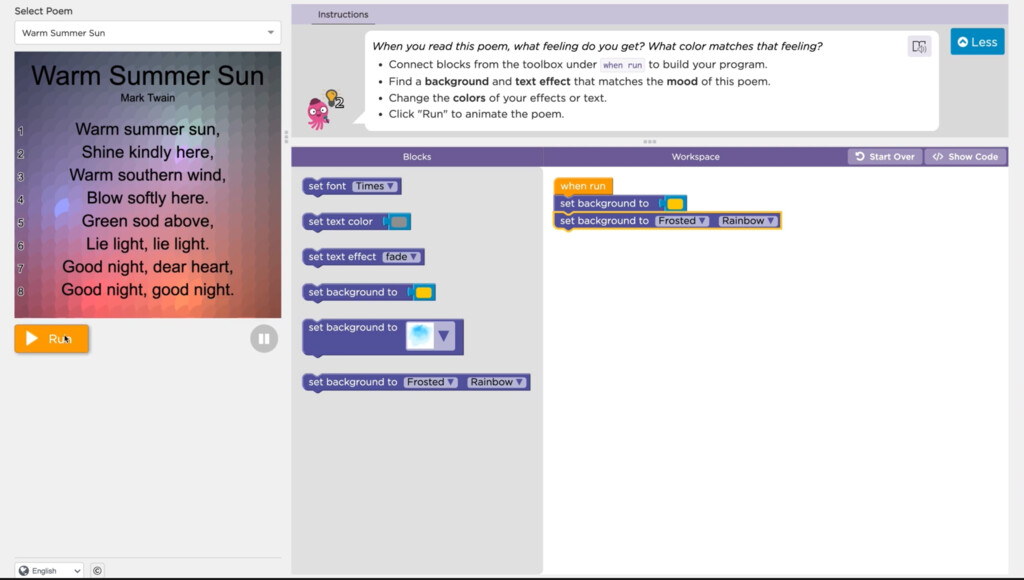 Select Poem
Warm Summer Sun
Warm Summer Sun
Mark Twain
1 Warm summer sun,
2 Shine kindly here,
3 Warm southern wind,
4 Blow softly here.
5 Green sod above,
6 Lie light, lie light.
7 Good night, dear heart,
8 Good night, good night.
Run
English
©
Instructions
When you read this poem, what feeling do you get? What color matches that feeling?
• Connect blocks from the toolbox under when run to build your program.
• Find a background and text effect that matches the mood of this poem.
• Change the colors of your effects or text.
• Click "Run" to animate the poem.
2
Less
Blocks
Workspace
Start Over
</> Show Code
set font Times
set text color
set text effect fade
set background to
set background to
set background to Frosted Rainbow
when run
set background to
set background to Frosted Rainbow